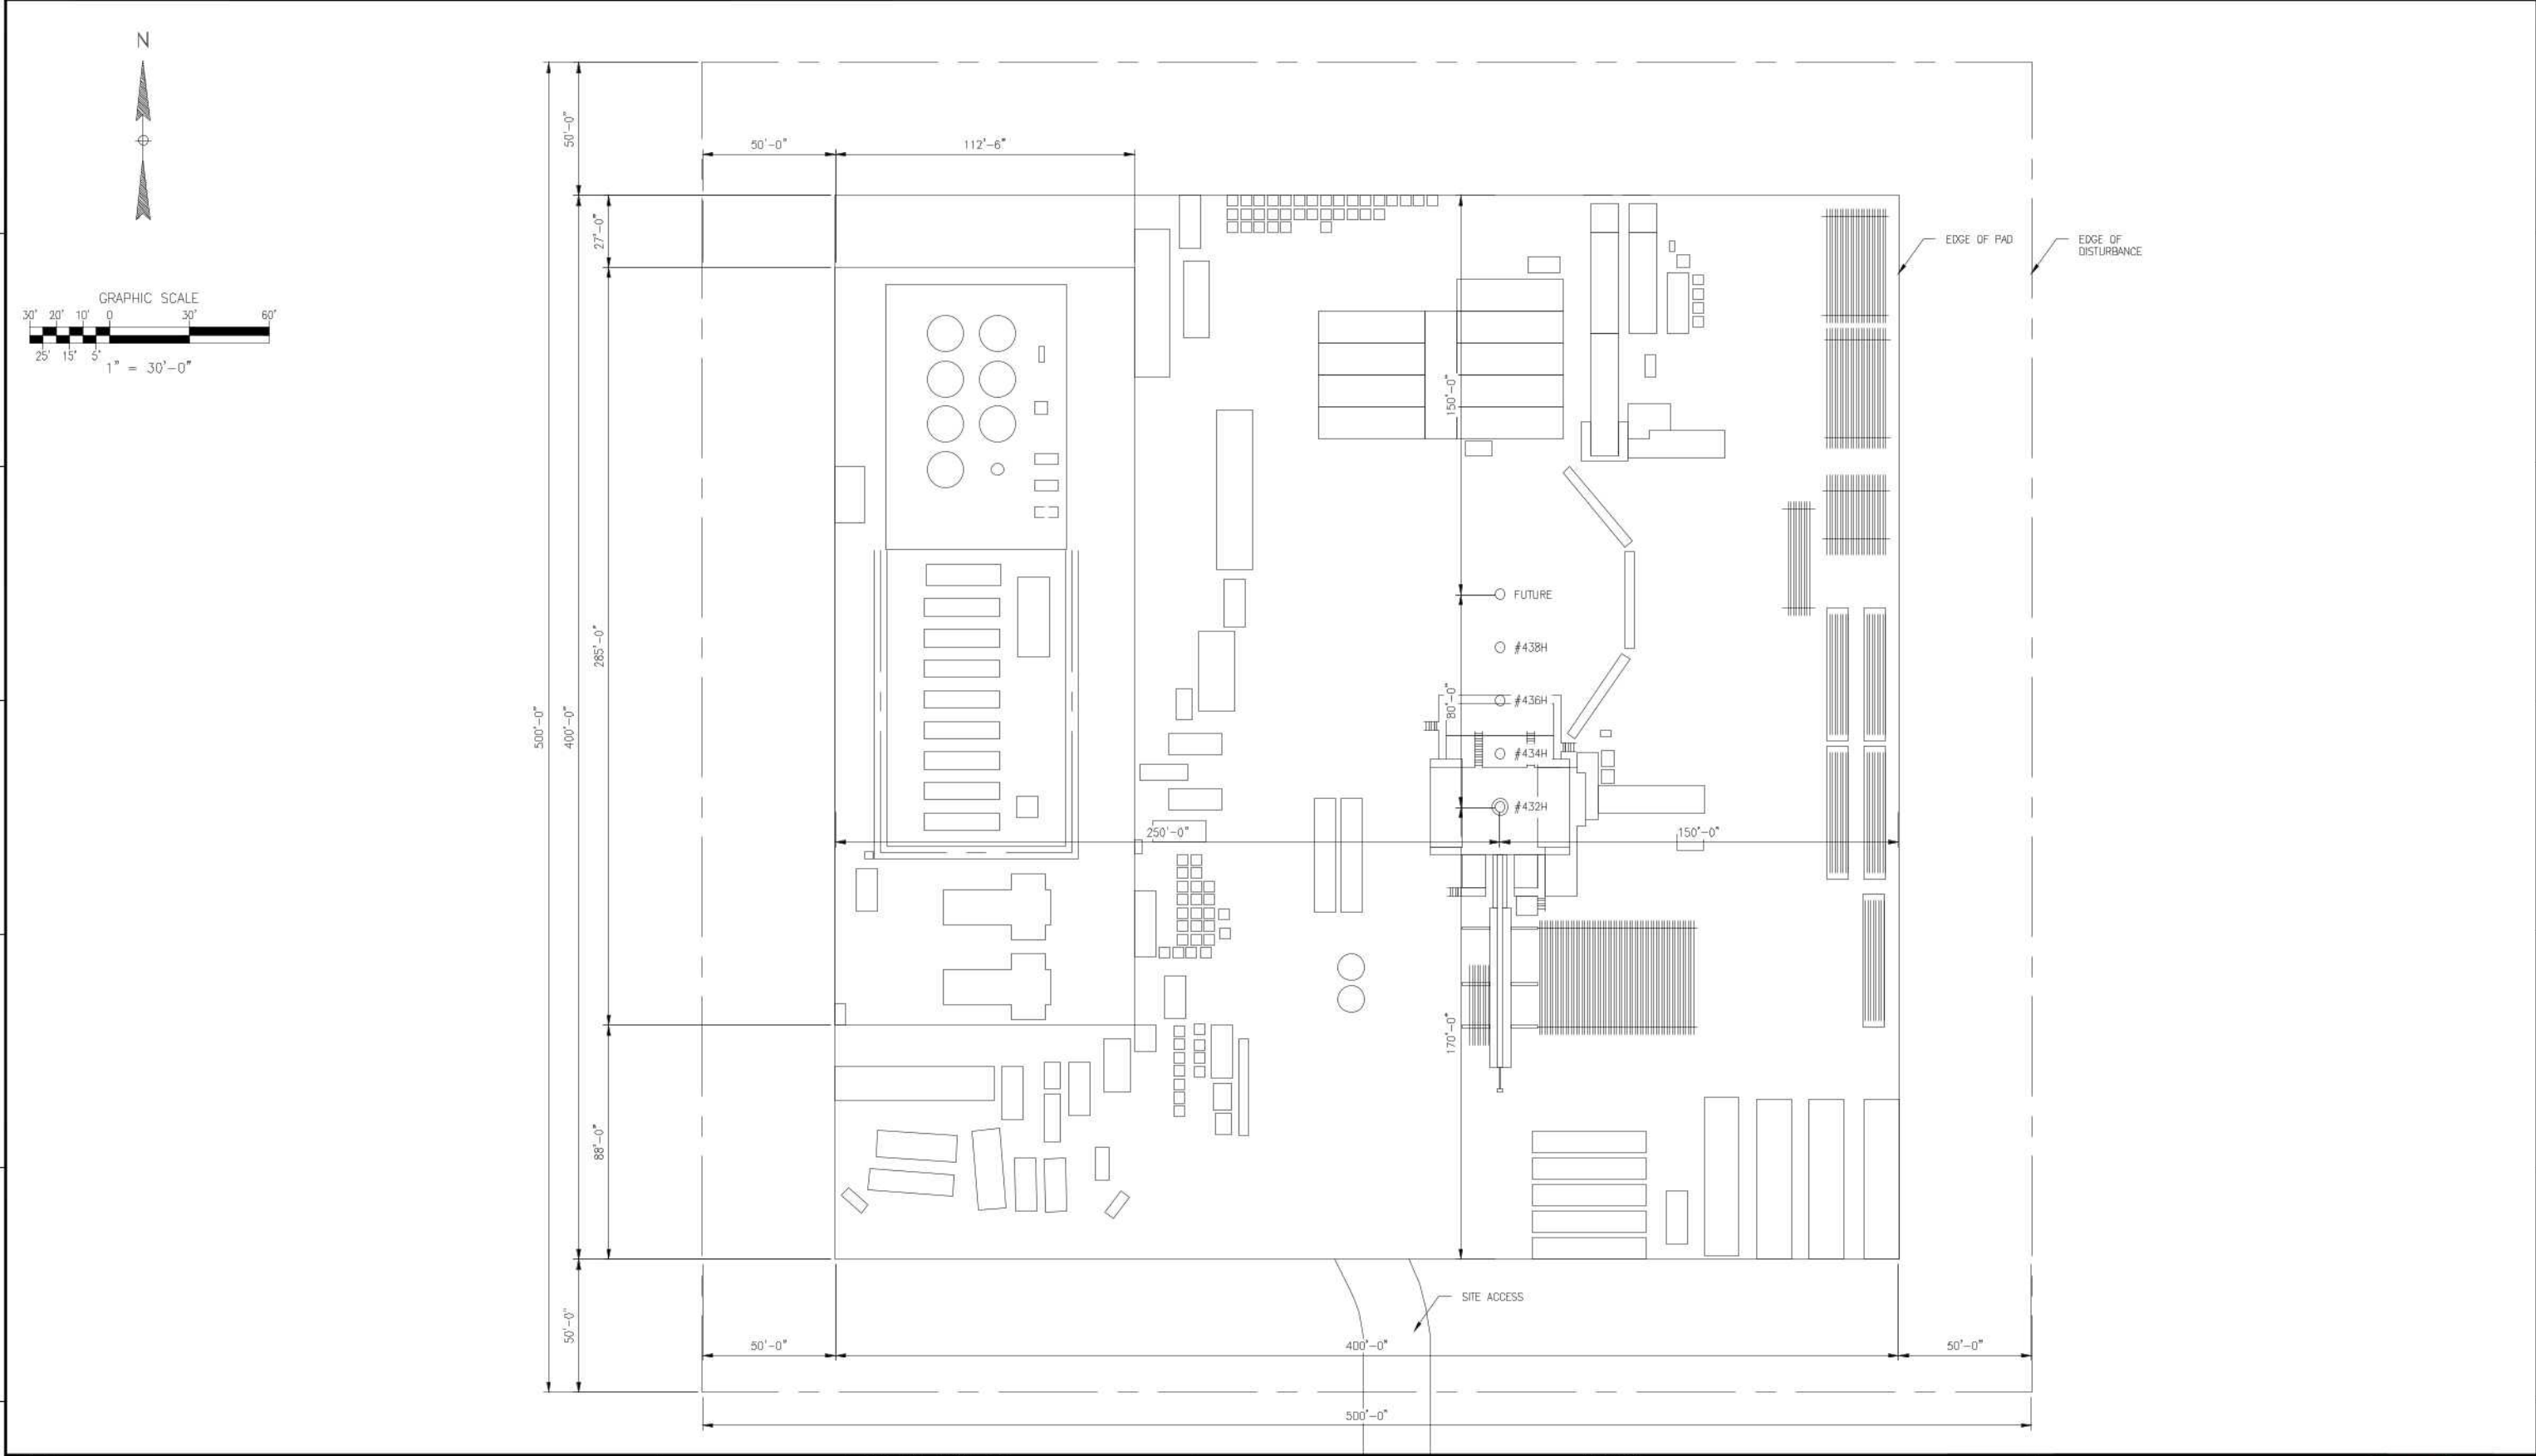 N
50'-0"
50'-0"
112'-6"
27'-0"
EDGE OF PAD
EDGE OF
DISTURBANCE
GRAPHIC SCALE
30' 20' 10' 0 30' 60'
25' 15' 5'
1" = 30'-0"
150'-0"
FUTURE
285'-0"
#438H
500'-0"
400'-0"
80'-0"
#436H
#434H
#432H
250'-0"
150'-0"
170'-0"
88'-0"
SITE ACCESS
50'-0"
50'-0"
400'-0"
50'-0"
500'-0"